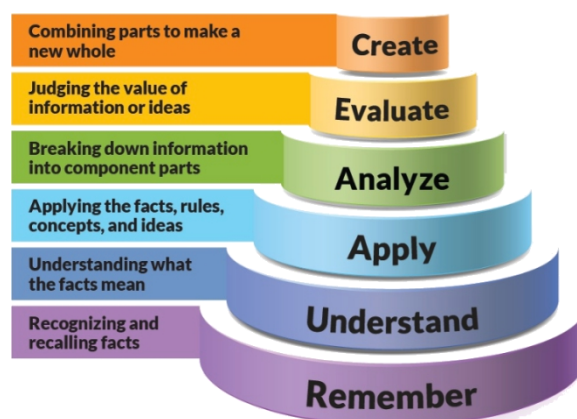 Combining parts to make a
new whole
Create
Judging the value of
information or ideas
Evaluate
Breaking down information
into component parts
Analyze
Applying the facts, rules,
concepts, and ideas
Apply
Understanding what
the facts mean
Understand
Recognizing and
recalling facts
Remember